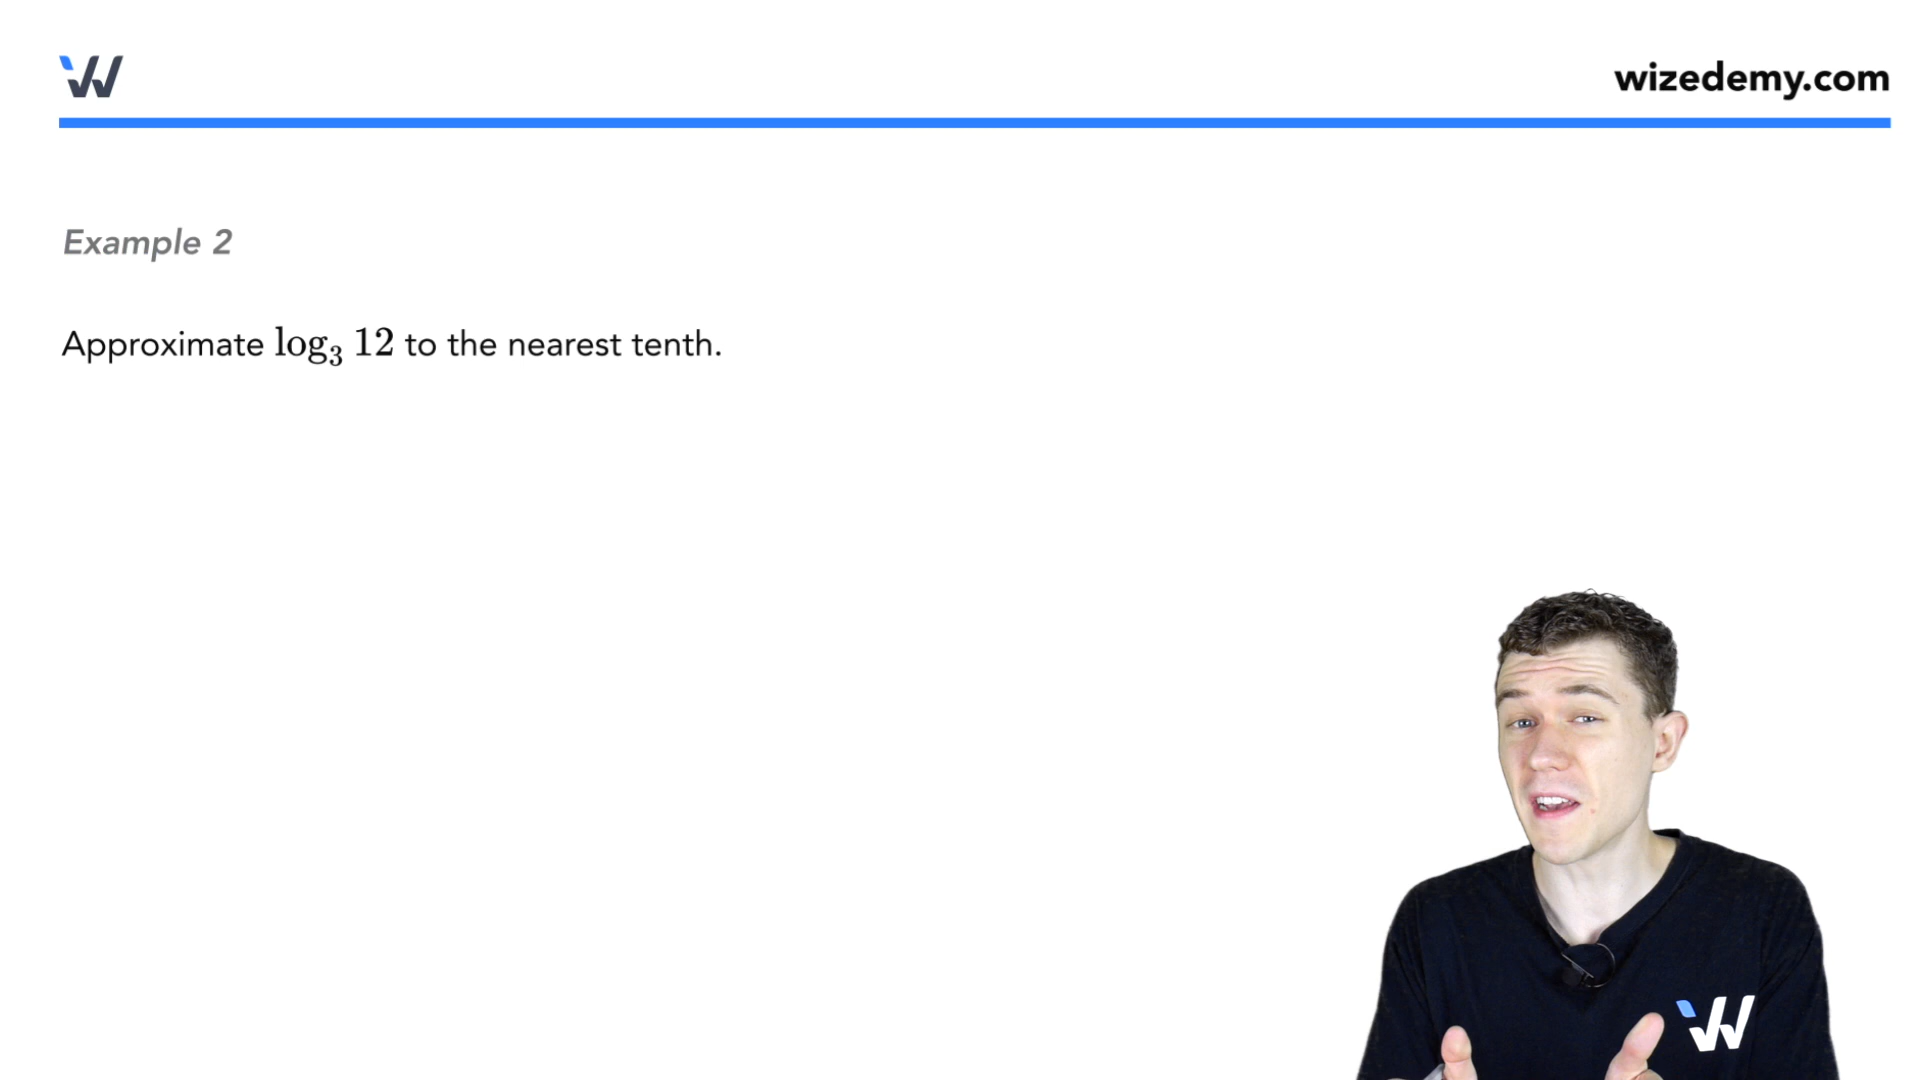 wizedemy.com
Example 2
Approximate log₃ 12 to the nearest tenth.